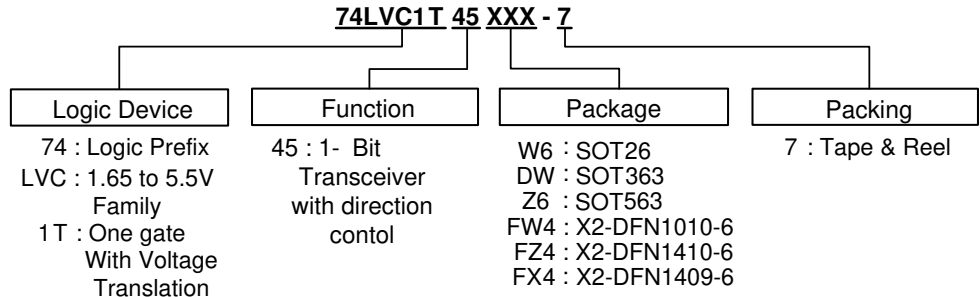 74LVC1T 45 XXX - 7
Logic Device
74 : Logic Prefix
LVC : 1.65 to 5.5V
Family
1T : One gate
With Voltage
Translation
Function
45 : 1- Bit
Transceiver
with direction
contol
Package
W6 : SOT26
DW : SOT363
Z6 : SOT563
FW4 : X2-DFN1010-6
FZ4 : X2-DFN1410-6
FX4 : X2-DFN1409-6
Packing
7 : Tape & Reel